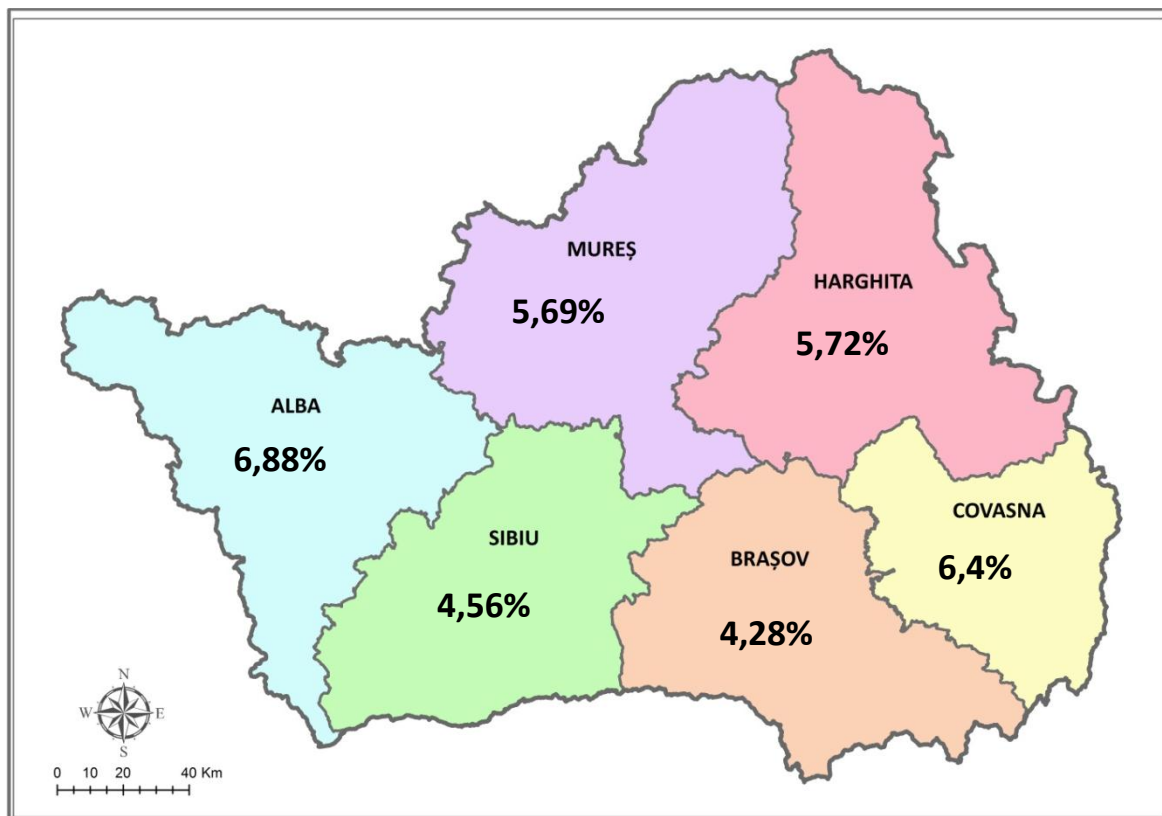 MUREȘ
5,69%
HARGHITA
5,72%
ALBA
6,88%
SIBIU
4,56%
BRAȘOV
4,28%
COVASNA
6,4%
N
W E
S
0 10 20 40 Km